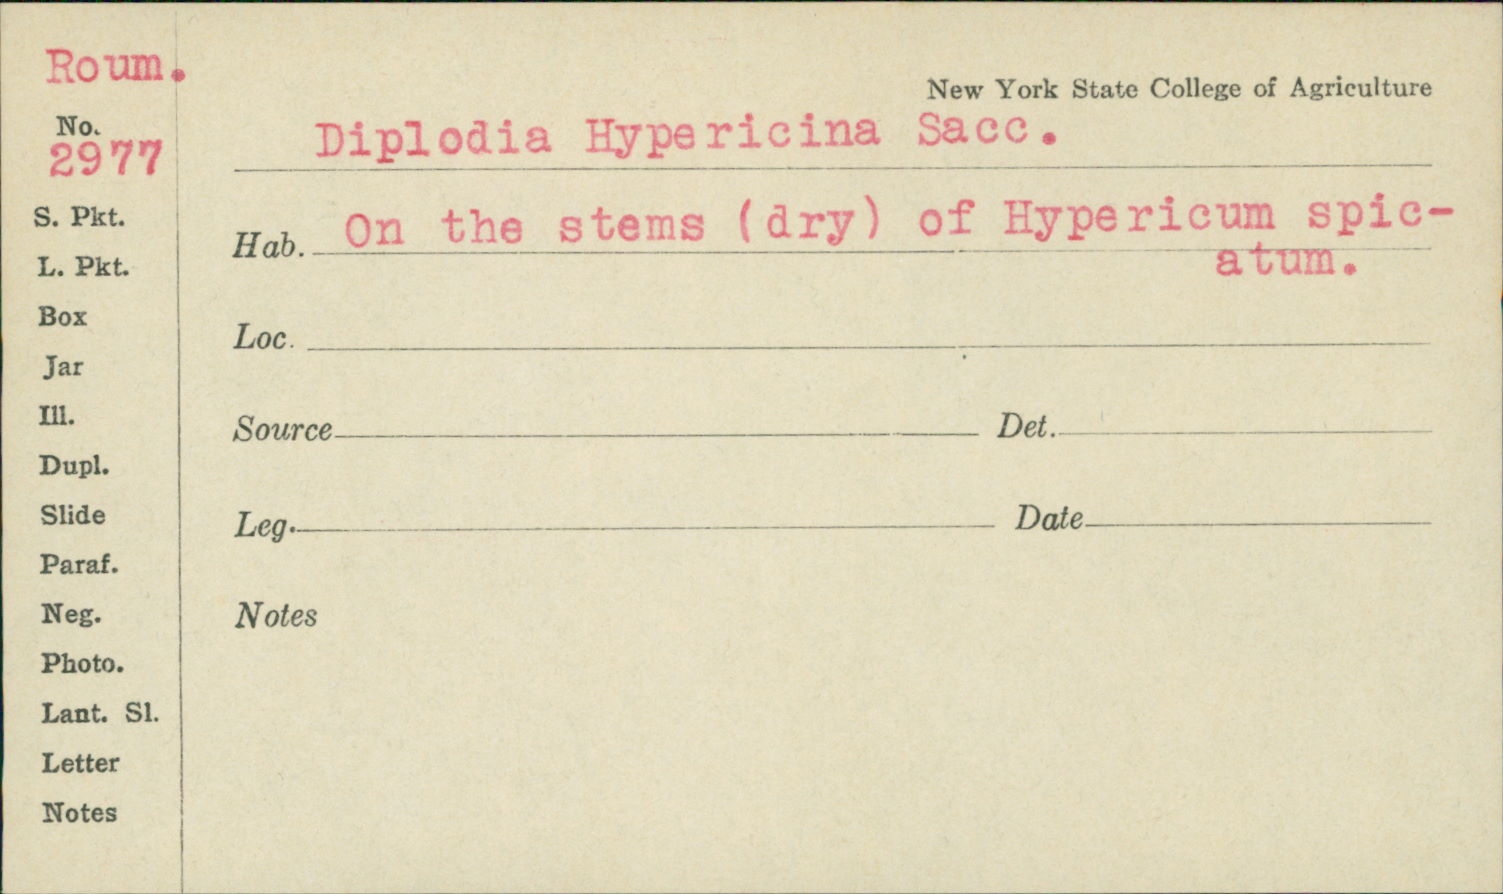 Roum.
New York State College of Agriculture
No.
2977
Diplodia Hypericina Sacc.
S. Pkt.
Hab. On the stems (dry) of Hypericum spic-
atum.
L. Pkt.
Box
Loc.
Jar
Ill.
Source Det.
Dupl.
Slide
Leg. Date
Paraf.
Neg.
Notes
Photo.
Lant. Sl.
Letter
Notes